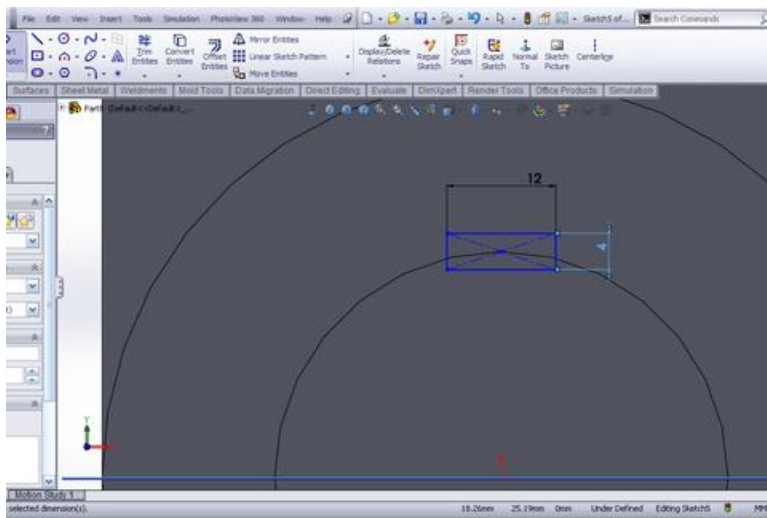 File Edit View Insert Tools Simulation PhotoView 360 Window Help Sketch5 of... Search Commands
Trim Entities Convert Entities Offset Entities Mirror Entities Linear Sketch Pattern Move Entities Display/Delete Relations Repair Sketch Quick Snaps Rapid Sketch Normal To Sketch Picture Centerline
Surfaces Sheet Metal Weldments Mold Tools Data Migration Direct Editing Evaluate DimXpert Render Tools Office Products Simulation
12
4
Y
Motion Study 1
selected dimension(s). 18.26mm 25.19mm 0mm Under Defined Editing Sketch5